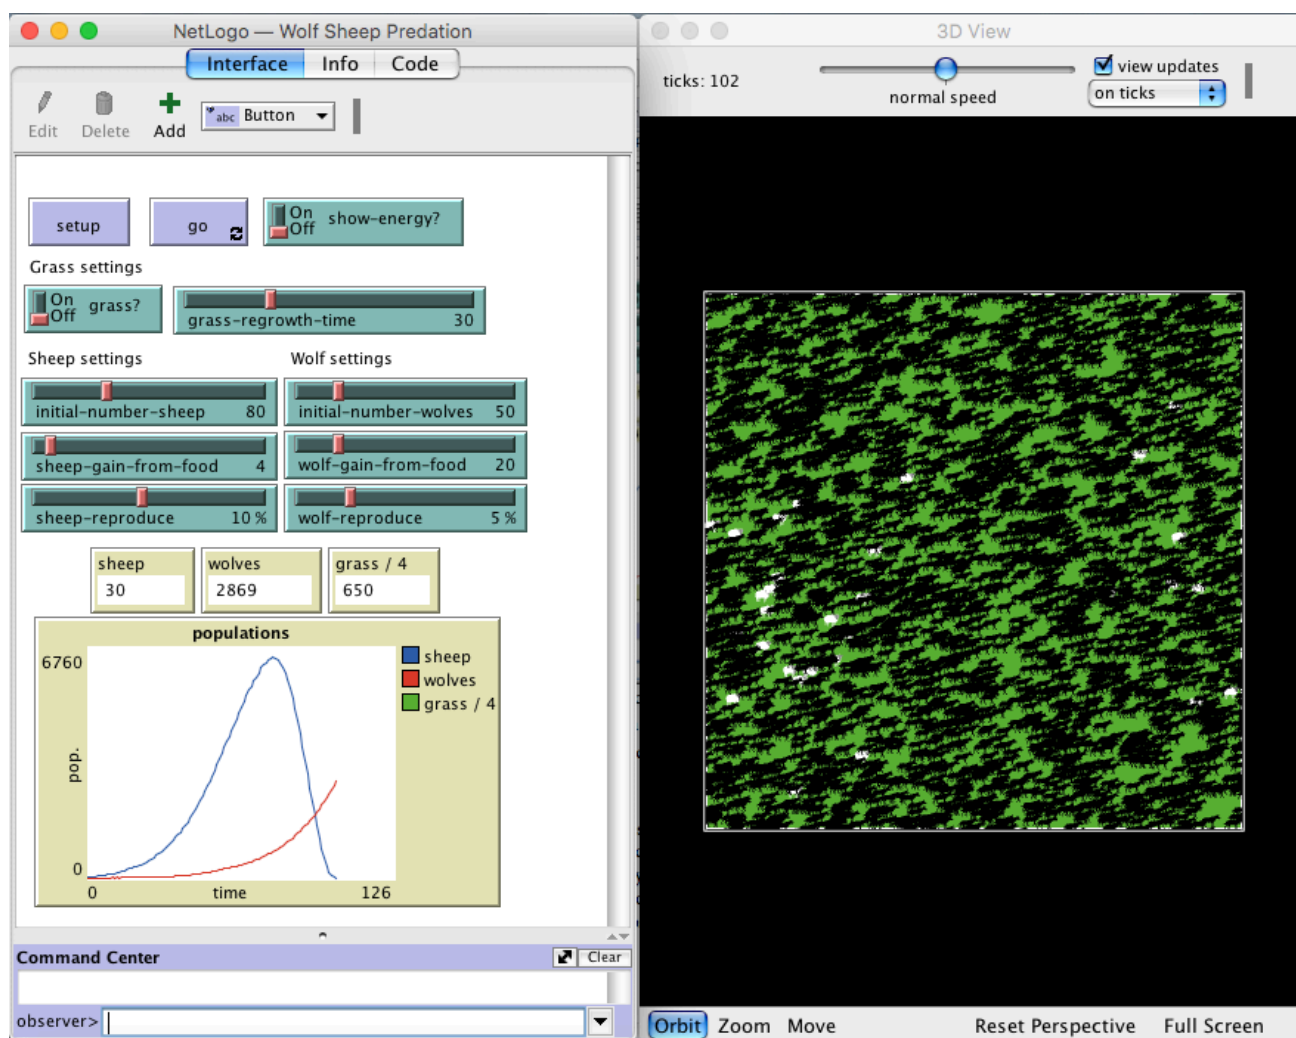 NetLogo — Wolf Sheep Predation
Interface Info Code
Edit Delete Add abc Button
setup
go
On
Off
show-energy?
Grass settings
On
Off
grass?
grass-regrowth-time 30
Sheep settings
Wolf settings
initial-number-sheep 80
initial-number-wolves 50
sheep-gain-from-food 4
wolf-gain-from-food 20
sheep-reproduce 10 %
wolf-reproduce 5 %
sheep
30
wolves
2869
grass / 4
650
populations
6760
pop.
0
0 time 126
sheep
wolves
grass / 4
Command Center
Clear
observer>
3D View
ticks: 102
normal speed
view updates
on ticks
Orbit Zoom Move Reset Perspective Full Screen